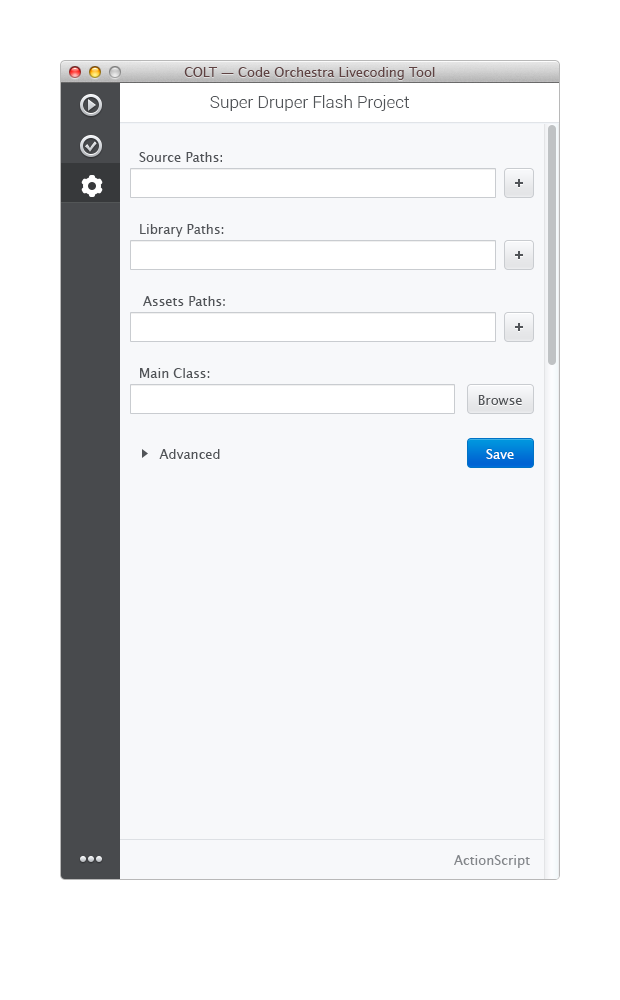 COLT — Code Orchestra Livecoding Tool
Super Druper Flash Project
Source Paths:
+
Library Paths:
+
Assets Paths:
+
Main Class:
Browse
Advanced
Save
ActionScript